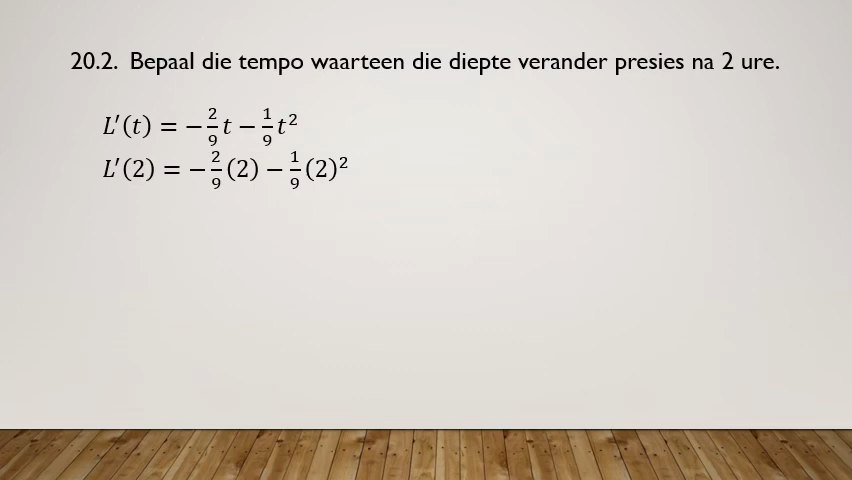 20.2. Bepaal die tempo waarteen die diepte verander presies na 2 ure.
L′(t) = −2/9 t − 1/9 t²
L′(2) = −2/9 (2) − 1/9 (2)²